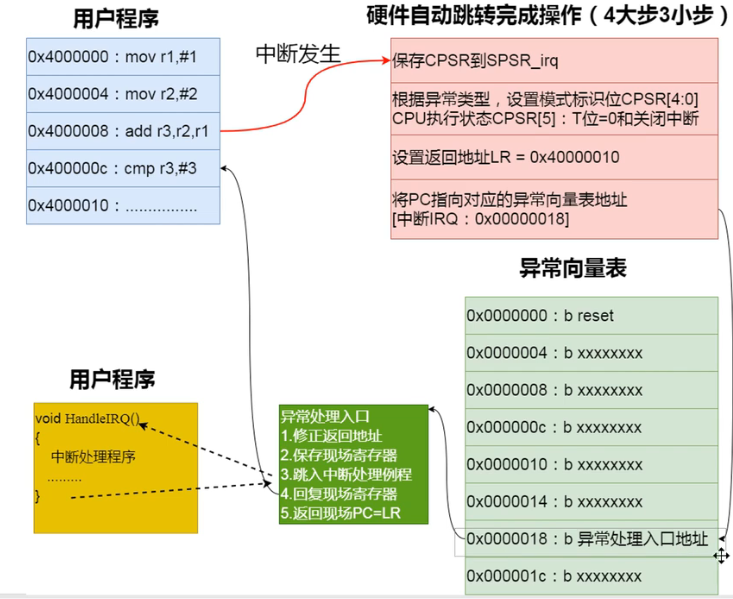 用户程序
0x4000000：mov r1,#1
0x4000004：mov r2,#2
0x4000008：add r3,r2,r1
0x400000c：cmp r3,#3
0x4000010：................
中断发生
硬件自动跳转完成操作（4大步3小步）
保存CPSR到SPSR_irq
根据异常类型，设置模式标识位CPSR[4:0]
CPU执行状态CPSR[5]：T位=0和关闭中断
设置返回地址LR = 0x40000010
将PC指向对应的异常向量表地址
[中断IRQ：0x00000018]
异常向量表
0x0000000：b reset
0x0000004：b xxxxxxxx
0x0000008：b xxxxxxxx
0x000000c：b xxxxxxxx
0x0000010：b xxxxxxxx
0x0000014：b xxxxxxxx
0x0000018：b 异常处理入口地址
0x000001c：b xxxxxxxx
用户程序
void HandleIRQ()
{
中断处理程序
.........
}
异常处理入口
1.修正返回地址
2.保存现场寄存器
3.跳入中断处理例程
4.回复现场寄存器
5.返回现场PC=LR